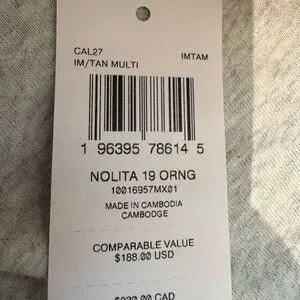 CAL27
IM/TAN MULTI IMTAM
1 96395 78614 5
NOLITA 19 ORNG
10016957MX01
MADE IN CAMBODIA
CAMBODGE
COMPARABLE VALUE
$188.00 USD
CAD